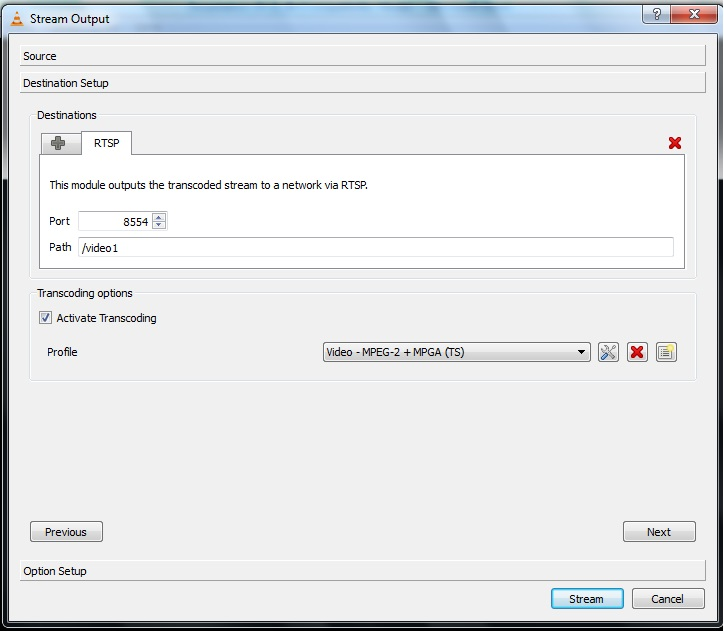 Stream Output
?
Source
Destination Setup
Destinations
RTSP
This module outputs the transcoded stream to a network via RTSP.
Port 8554
Path /video1
Transcoding options
Activate Transcoding
Profile Video - MPEG-2 + MPGA (TS)
Previous Next
Option Setup
Stream Cancel